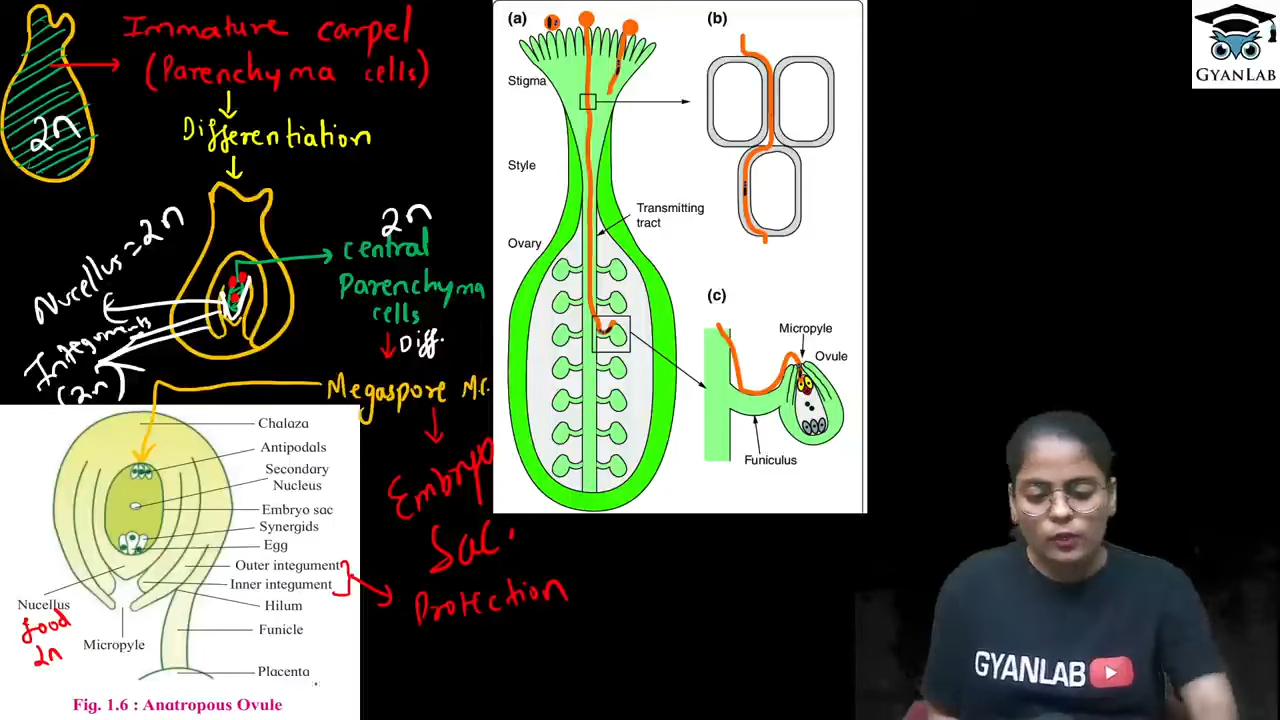 Immature carpel
(Parenchyma cells)
2n
Differentiation
2n
Nucellus = 2n
central
Parenchyma
cells
Integuments
(2n)
Diff.
Megaspore M.C.
Embryo
Sac.
Protection
Chalaza
Antipodals
Secondary
Nucleus
Embryo sac
Synergids
Egg
Outer integument
Inner integument
Hilum
Nucellus
food
2n
Micropyle
Funicle
Placenta
Fig. 1.6 : Anatropous Ovule
(a)
Stigma
Style
Transmitting
tract
Ovary
(b)
(c)
Micropyle
Ovule
Funiculus
GYANLAB
GYANLAB